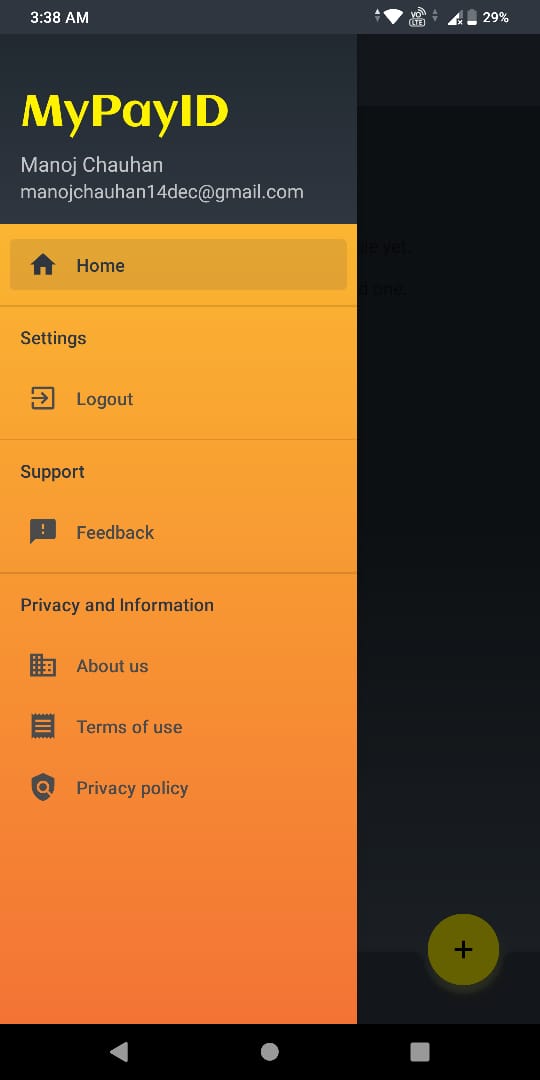 3:38 AM
VO LTE
29%
MyPayID
Manoj Chauhan
manojchauhan14dec@gmail.com
Home
yet.
one.
Settings
Logout
Support
Feedback
Privacy and Information
About us
Terms of use
Privacy policy